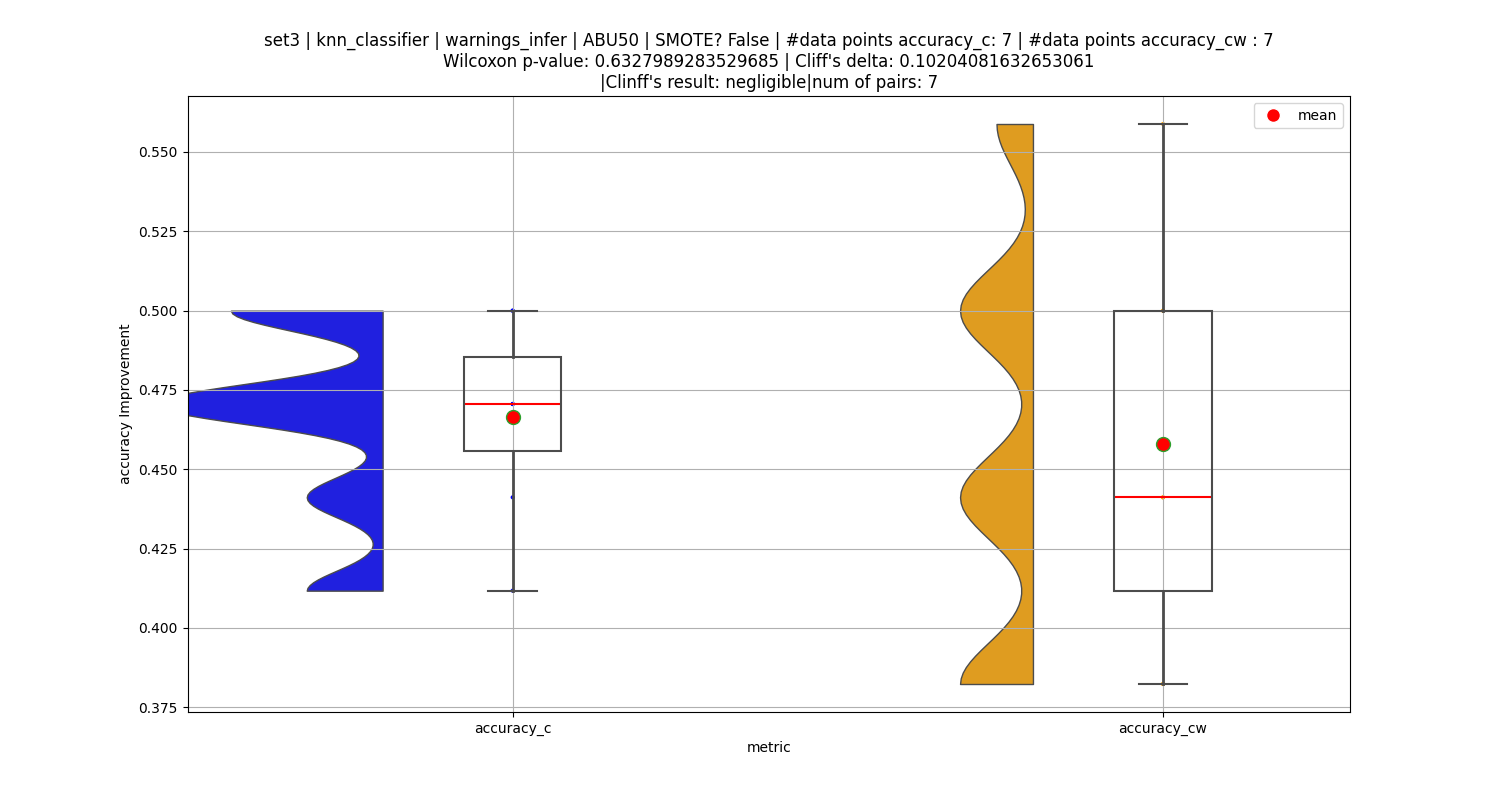 set3 | knn_classifier | warnings_infer | ABU50 | SMOTE? False | #data points accuracy_c: 7 | #data points accuracy_cw : 7
Wilcoxon p-value: 0.6327989283529685 | Cliff's delta: 0.10204081632653061
|Clinff's result: negligible|num of pairs: 7
mean
0.550
0.525
0.500
0.475
0.450
0.425
0.400
0.375
accuracy Improvement
accuracy_c
accuracy_cw
metric